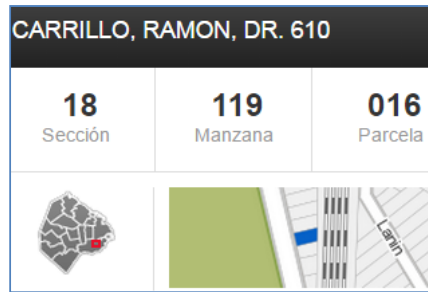 CARRILLO, RAMON, DR. 610
18 119 016
Sección Manzana Parcela
Lanin